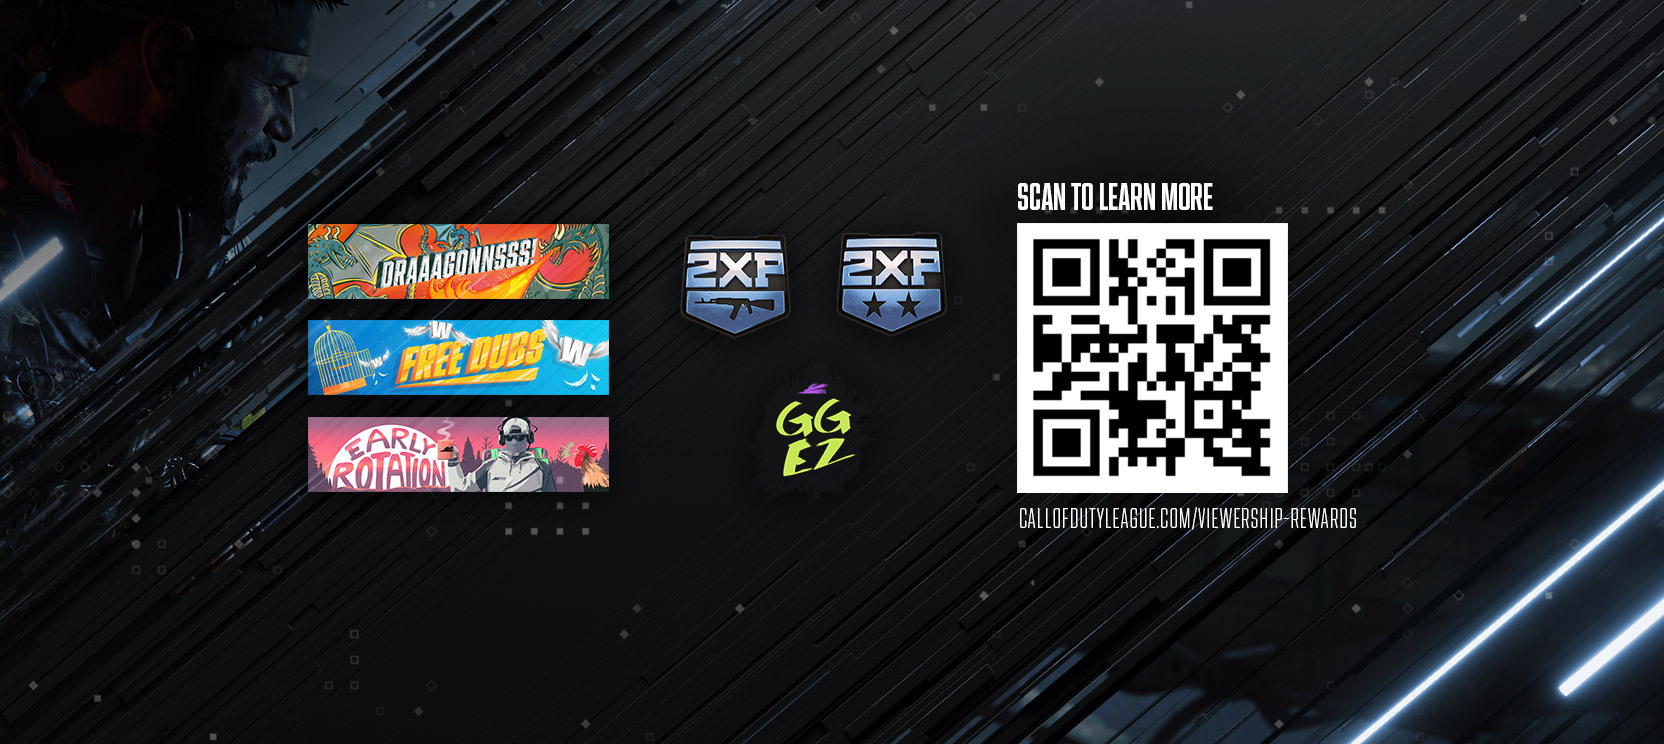 DRAAAGONNSSS!
W
W
W
FREE DUBS
EARLY
ROTATION
2XP
2XP
GG
EZ
SCAN TO LEARN MORE
CALLOFDUTYLEAGUE.COM/VIEWERSHIP-REWARDS